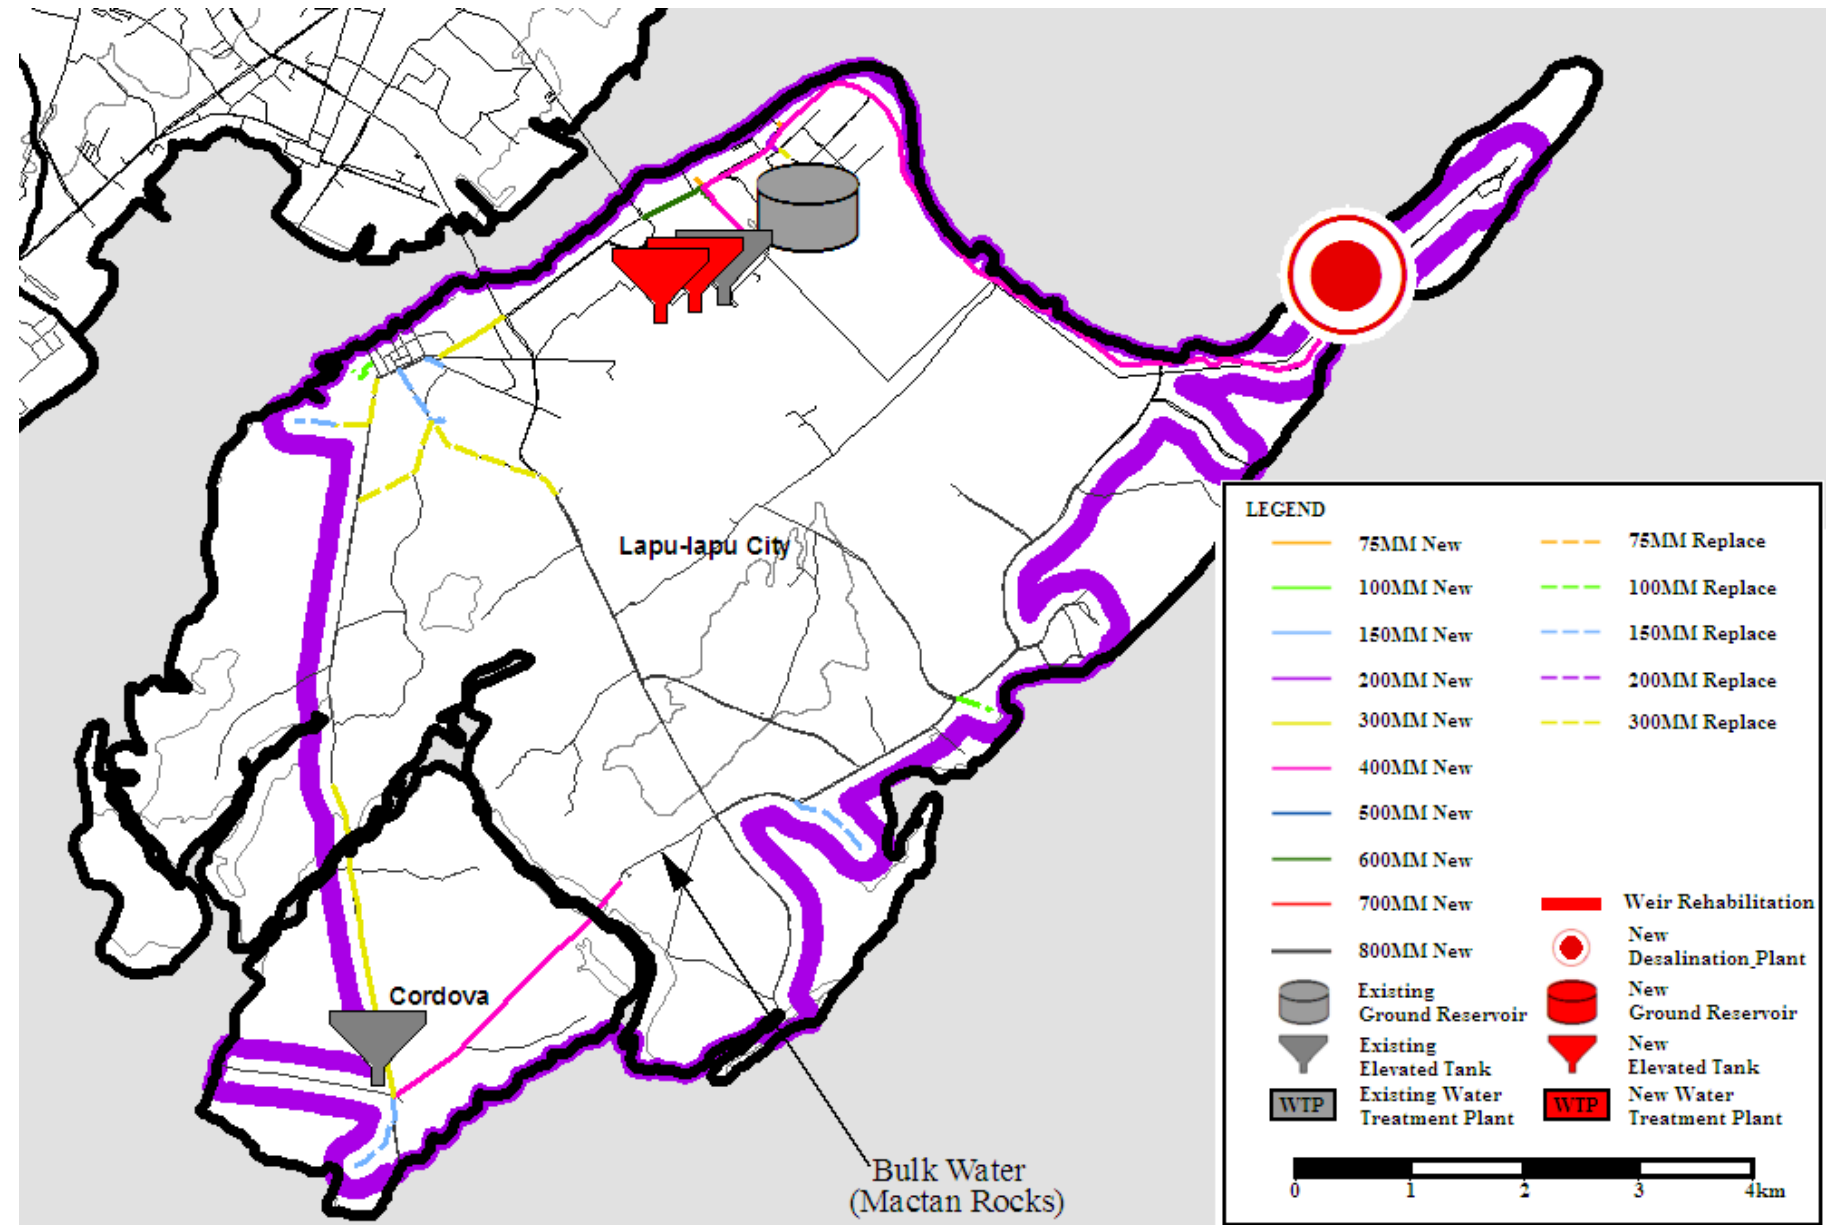 Lapu-lapu City
Cordova
Bulk Water
(Mactan Rocks)
LEGEND
75MM New
75MM Replace
100MM New
100MM Replace
150MM New
150MM Replace
200MM New
200MM Replace
300MM New
300MM Replace
400MM New
500MM New
600MM New
700MM New
Weir Rehabilitation
800MM New
New
Desalination_Plant
Existing
Ground Reservoir
New
Ground Reservoir
Existing
Elevated Tank
New
Elevated Tank
WTP
Existing Water
Treatment Plant
WTP
New Water
Treatment Plant
0 1 2 3 4km